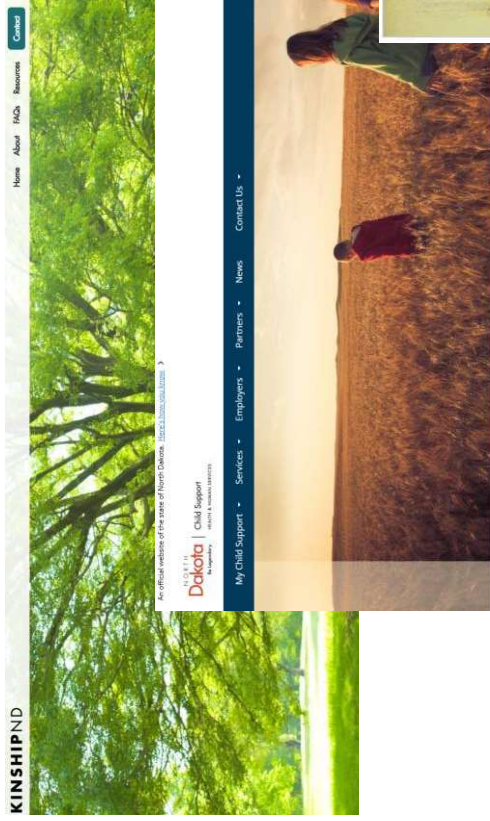 KINSHIPND
Home About FAQs Resources Contact
An official website of the state of North Dakota. Here's how you know
NORTH
Dakota | Child Support
Be Legendary. HEALTH & HUMAN SERVICES
My Child Support Services Employers Partners News Contact Us